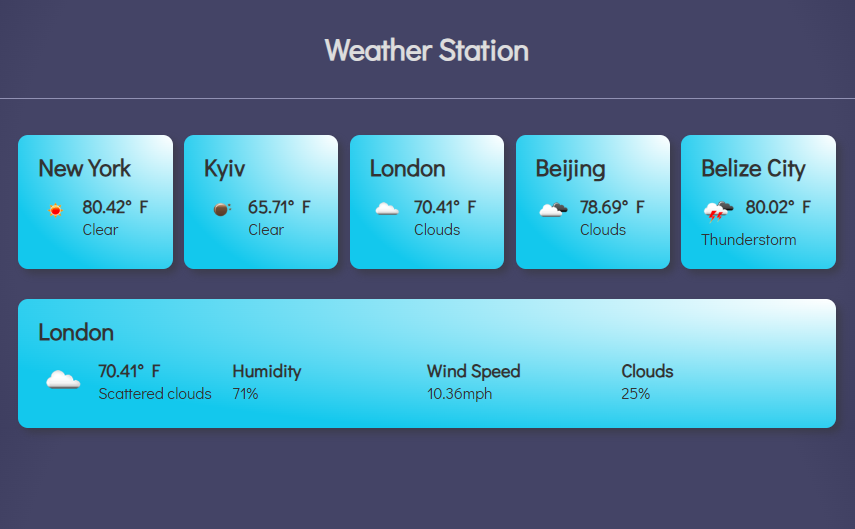 Weather Station
New York
80.42° F
Clear
Kyiv
65.71° F
Clear
London
70.41° F
Clouds
Beijing
78.69° F
Clouds
Belize City
80.02° F
Thunderstorm
London
70.41° F
Scattered clouds
Humidity
71%
Wind Speed
10.36mph
Clouds
25%